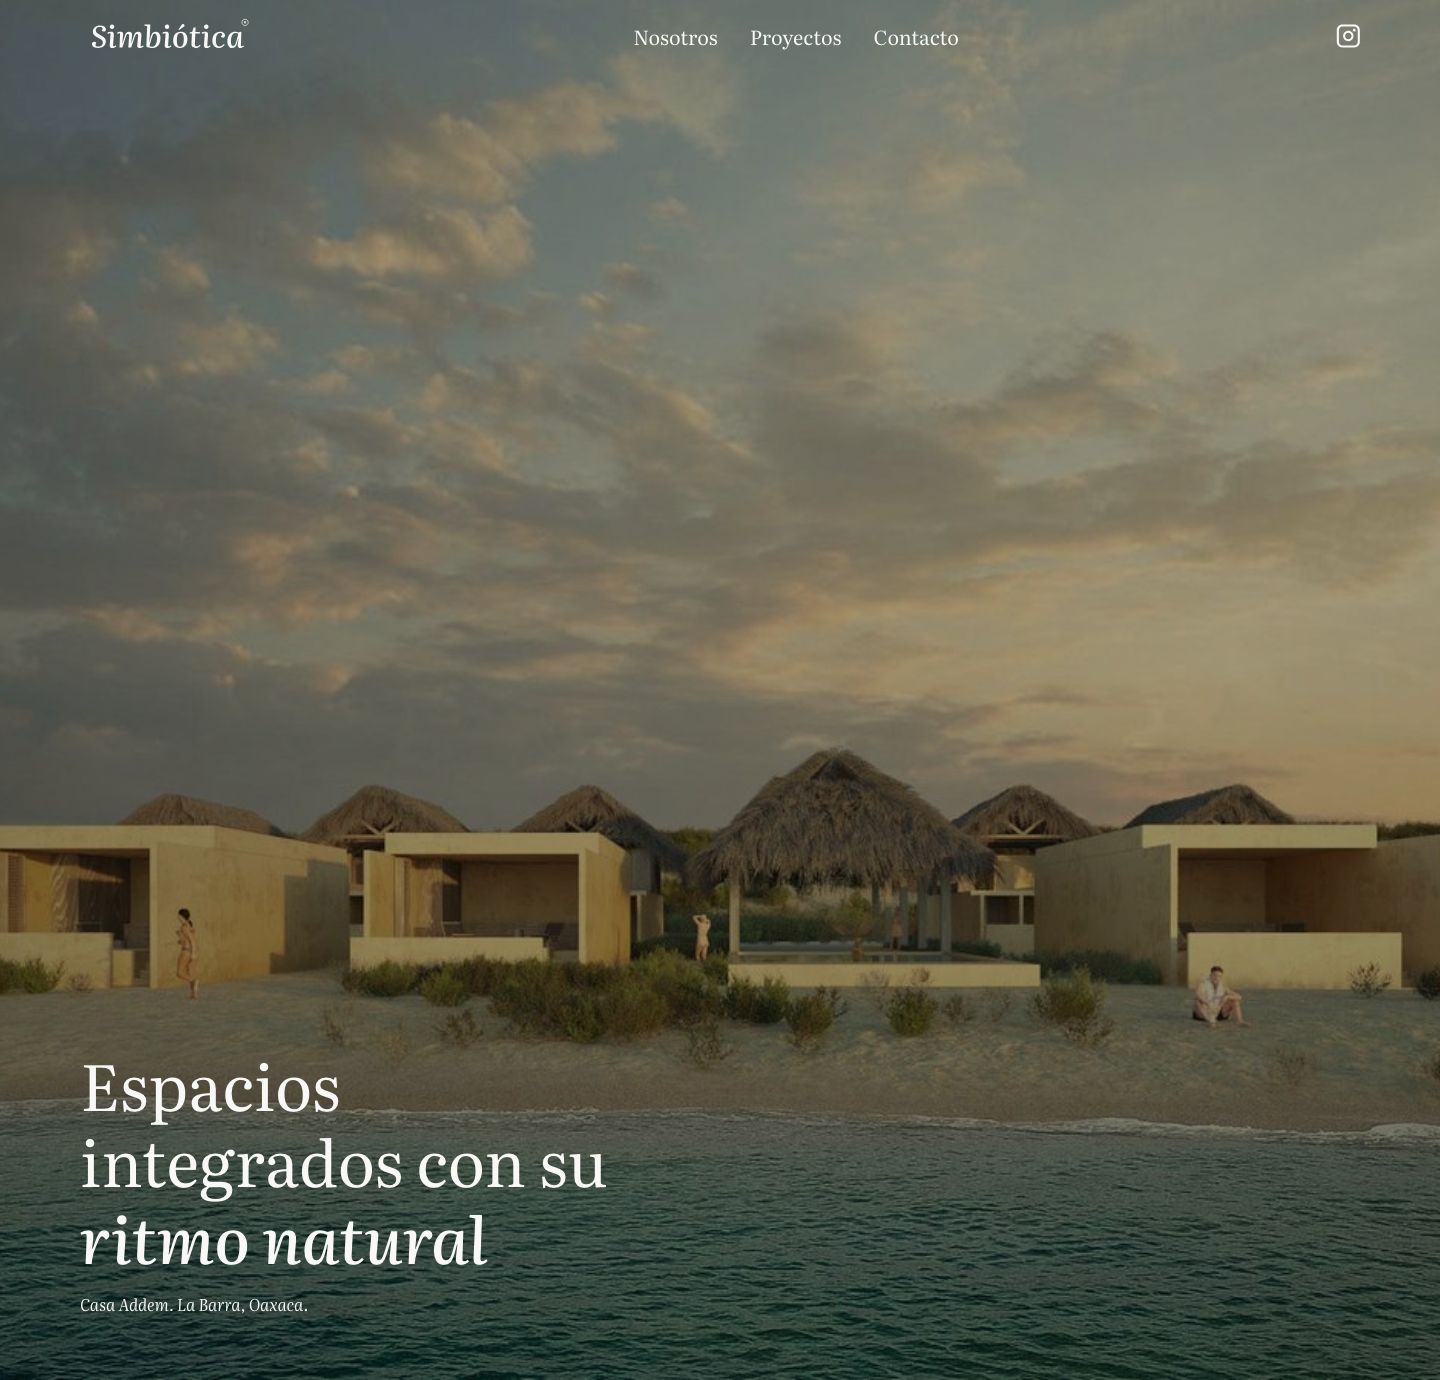 Simbiótica®
Nosotros Proyectos Contacto
Espacios
integrados con su
ritmo natural
Casa Addem. La Barra, Oaxaca.